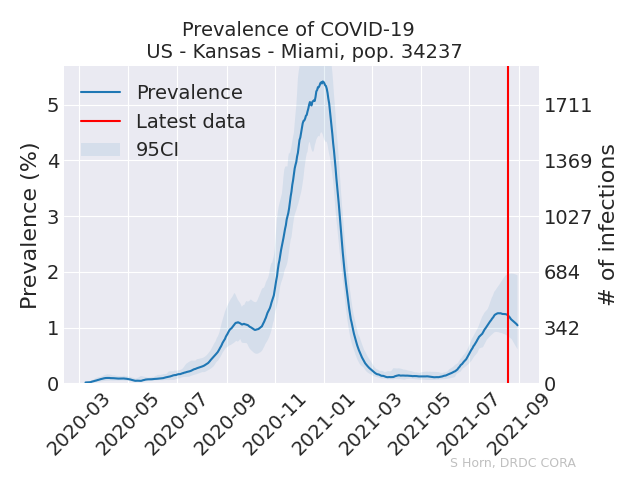 Prevalence of COVID-19
US - Kansas - Miami, pop. 34237
Prevalence
Latest data
95CI
Prevalence (%)
5
4
3
2
1
0
# of infections
1711
1369
1027
684
342
0
2020-03
2020-05
2020-07
2020-09
2020-11
2021-01
2021-03
2021-05
2021-07
2021-09
S Horn, DRDC CORA